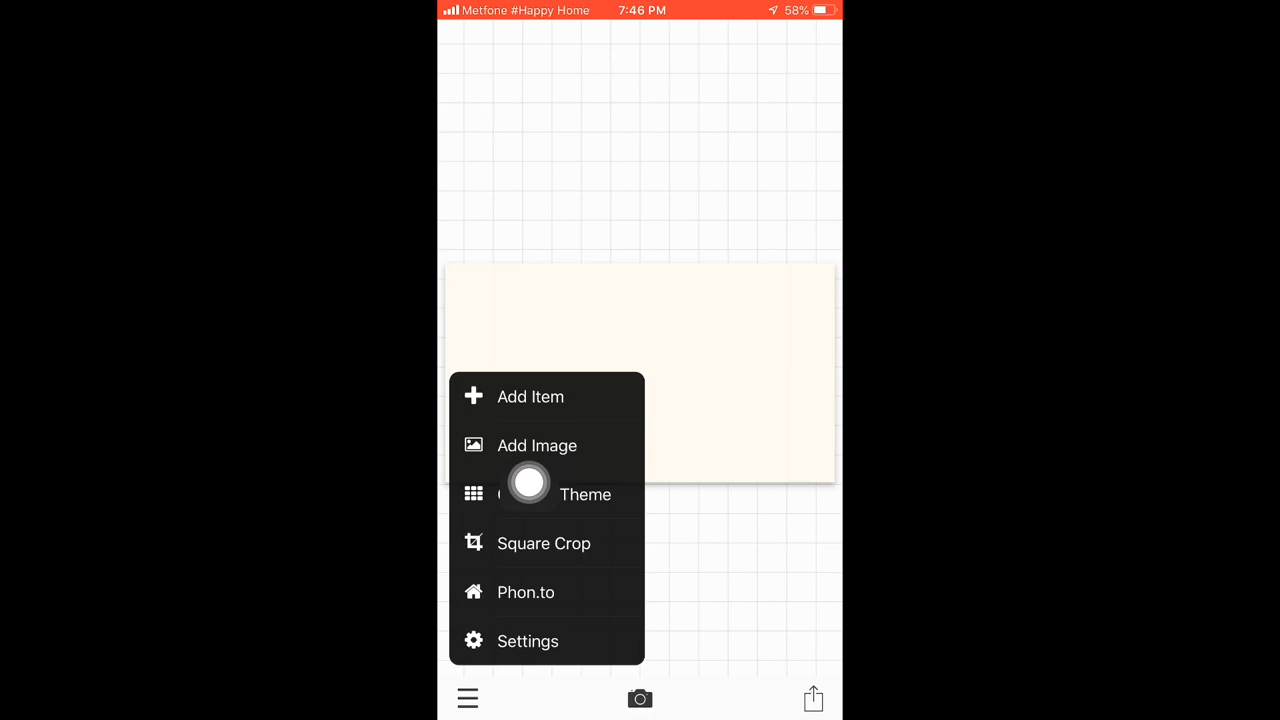 Metfone #Happy Home 7:46 PM 58%
Add Item
Add Image
Theme
Square Crop
Phon.to
Settings